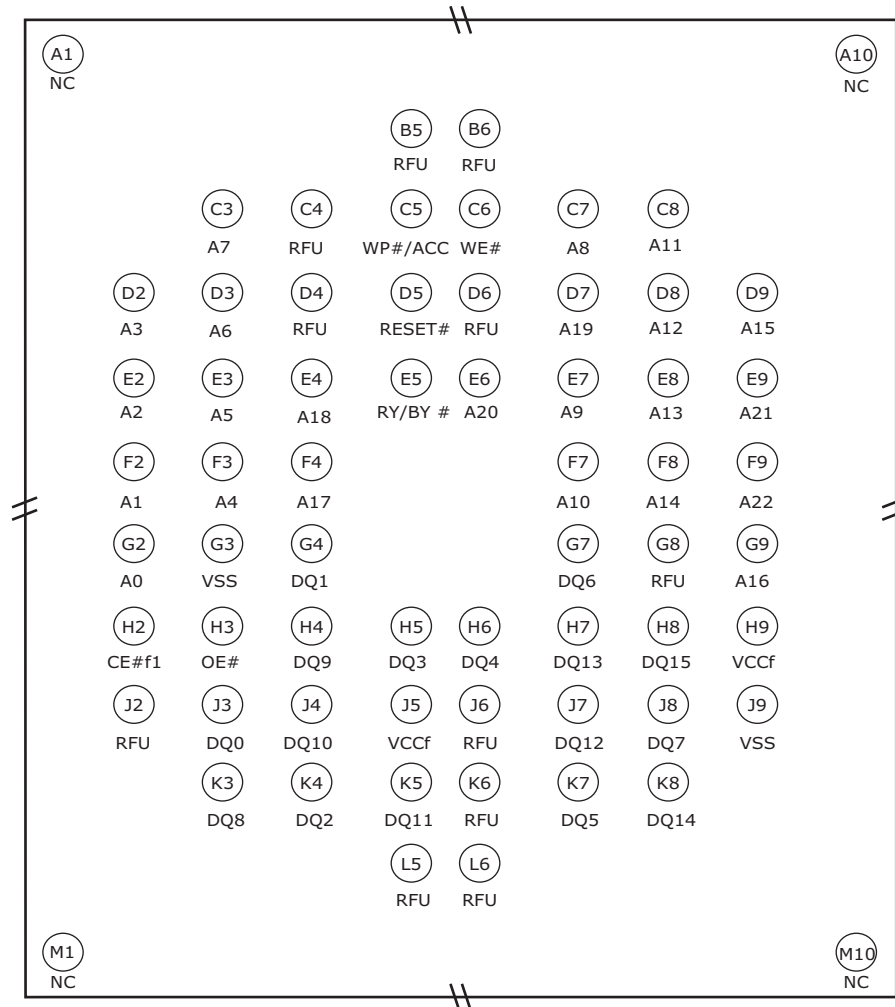 A1 A10
NC NC
B5 B6
RFU RFU
C3 C4 C5 C6 C7 C8
A7 RFU WP#/ACC WE# A8 A11
D2 D3 D4 D5 D6 D7 D8 D9
A3 A6 RFU RESET# RFU A19 A12 A15
E2 E3 E4 E5 E6 E7 E8 E9
A2 A5 A18 RY/BY # A20 A9 A13 A21
F2 F3 F4 F7 F8 F9
A1 A4 A17 A10 A14 A22
G2 G3 G4 G7 G8 G9
A0 VSS DQ1 DQ6 RFU A16
H2 H3 H4 H5 H6 H7 H8 H9
CE#f1 OE# DQ9 DQ3 DQ4 DQ13 DQ15 VCCf
J2 J3 J4 J5 J6 J7 J8 J9
RFU DQ0 DQ10 VCCf RFU DQ12 DQ7 VSS
K3 K4 K5 K6 K7 K8
DQ8 DQ2 DQ11 RFU DQ5 DQ14
L5 L6
RFU RFU
M1 M10
NC NC